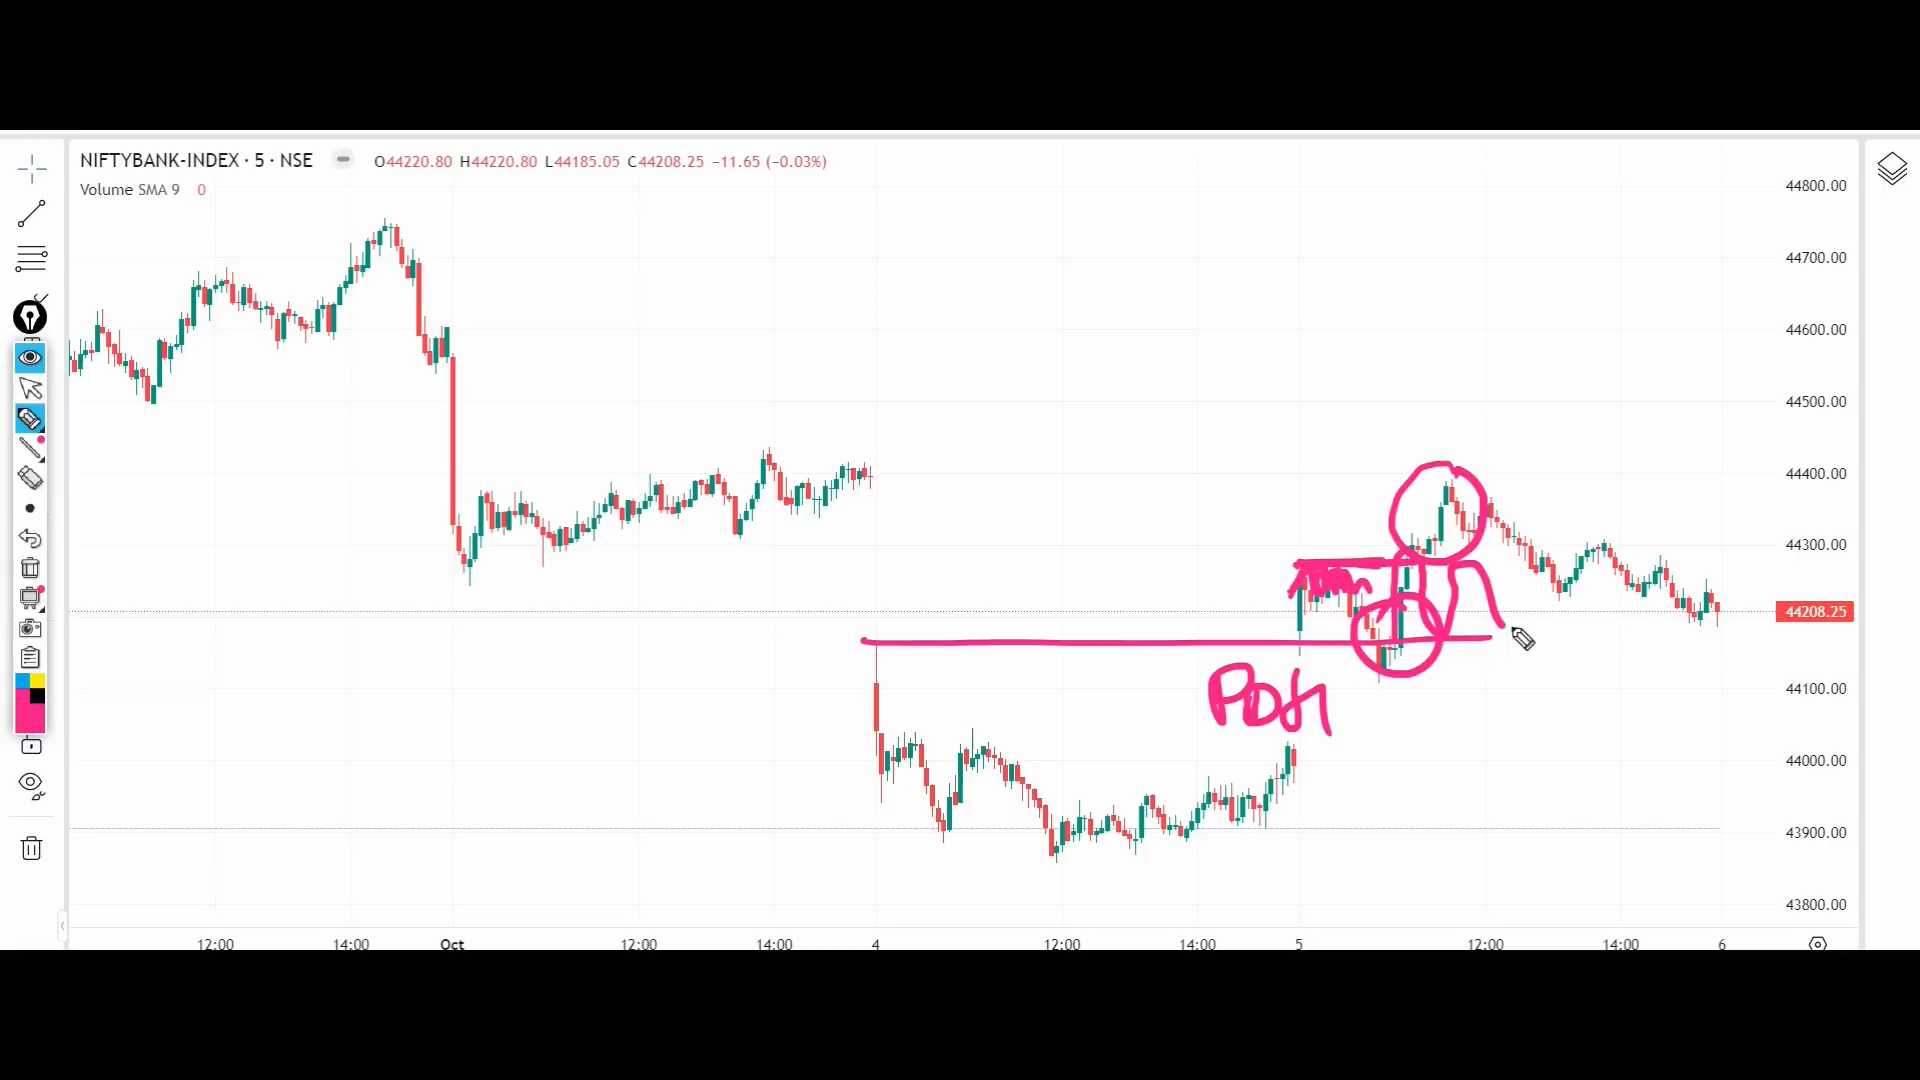 NIFTYBANK-INDEX · 5 · NSE O44220.80 H44220.80 L44185.05 C44208.25 −11.65 (−0.03%)
Volume SMA 9 0
44800.00
44700.00
44600.00
44500.00
44400.00
44300.00
44208.25
44100.00
44000.00
43900.00
43800.00
PDH
12:00 14:00 Oct 12:00 14:00 4 12:00 14:00 5 12:00 14:00 6